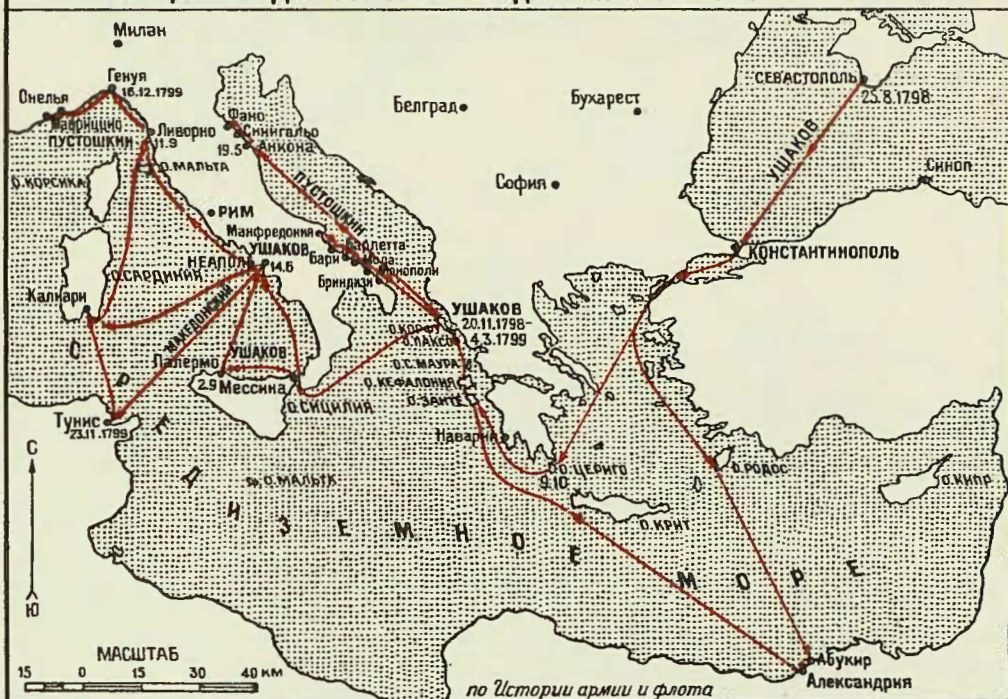 Милан
Генуя
16.12.1799
Онелья
ПУСТОШКИН
Ливорно
11.9
О.МАЛЬТА
О.КОРСИКА
Фано
Синигальо
Анкона
19.5
Белград
Бухарест
София
СЕВАСТОПОЛЬ
25.8.1798
УШАКОВ
Синоп
КОНСТАНТИНОПОЛЬ
ПУСТОШКИН
РИМ
Манфредония
Барлетта
Бари
Мола
Монополи
Бриндизи
УШАКОВ
НЕАПОЛЬ
14.6
О.САРДИНИЯ
Калиари
МАКЕДОНСКИЙ
Палермо
2.9
УШАКОВ
Мессина
О.СИЦИЛИЯ
Тунис
23.11.1799
УШАКОВ
20.11.1798-
4.3.1799
О.КОРФУ
О.ПАКСО
О.С.МАУРА
О.КЕФАЛОНИЯ
О.ЗАНТЕ
Наварин
О.ЦЕРИГО
9.10
О.РОДОС
О.КИПР
О.КРИТ
О.МАЛЬТА
СРЕДИЗЕМНОЕ МОРЕ
Абукир
Александрия
С
Ю
МАСШТАБ
15 0 15 30 40 КМ
по Истории армии и флота